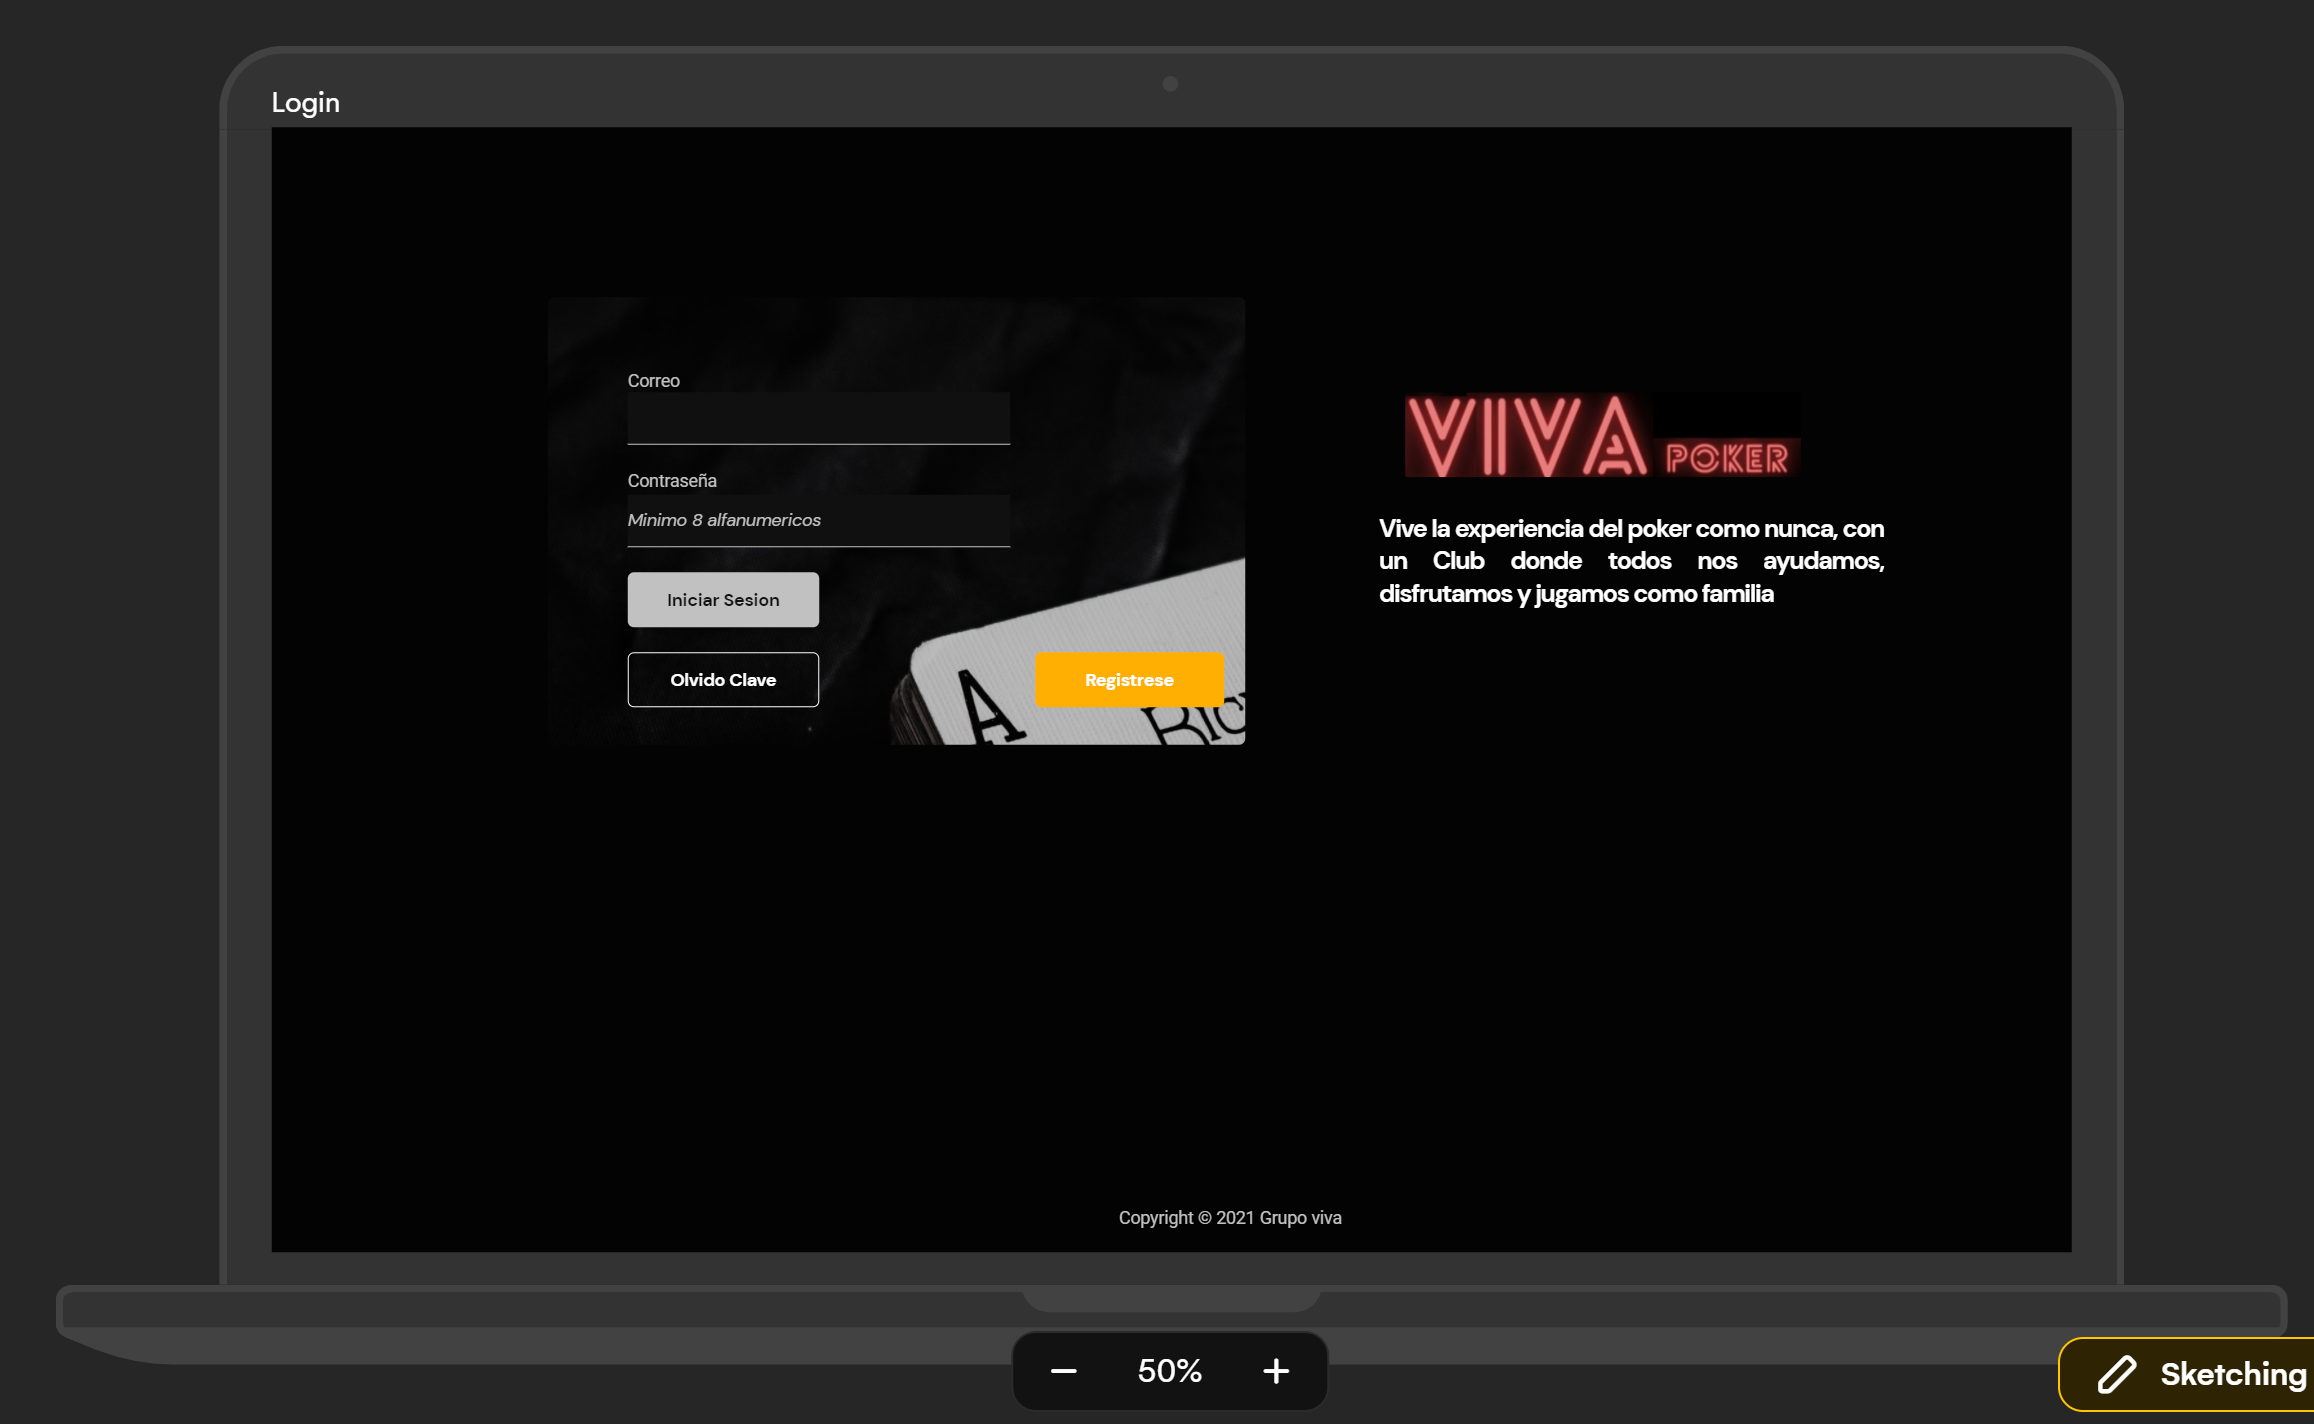 Login
Correo
Contraseña
Minimo 8 alfanumericos
Iniciar Sesion
Olvido Clave
Registrese
A
VIVA POKER
Vive la experiencia del poker como nunca, con
un Club donde todos nos ayudamos,
disfrutamos y jugamos como familia
Copyright © 2021 Grupo viva
50%
Sketching